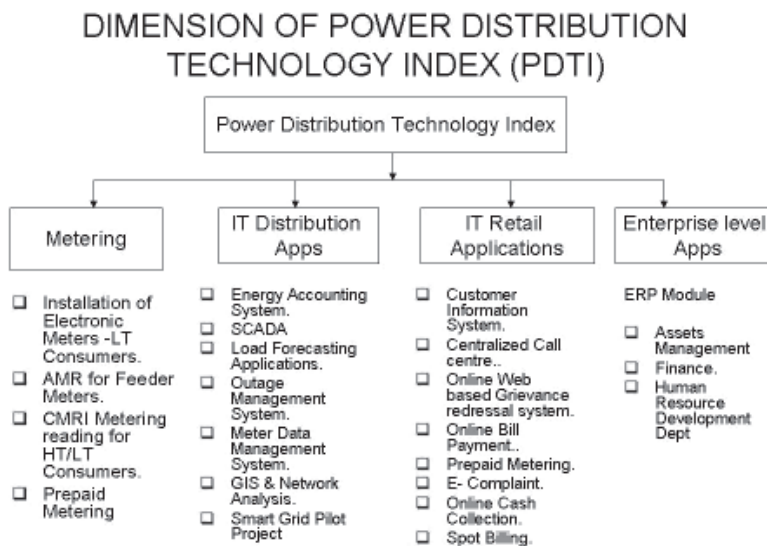 DIMENSION OF POWER DISTRIBUTION
TECHNOLOGY INDEX (PDTI)
Power Distribution Technology Index
Metering
❑ Installation of
Electronic
Meters -LT
Consumers.
❑ AMR for Feeder
Meters.
❑ CMRI Metering
reading for
HT/LT
Consumers.
❑ Prepaid
Metering
IT Distribution
Apps
❑ Energy Accounting
System.
❑ SCADA
❑ Load Forecasting
Applications.
❑ Outage
Management
System.
❑ Meter Data
Management
System.
❑ GIS & Network
Analysis.
❑ Smart Grid Pilot
Project
IT Retail
Applications
❑ Customer
Information
System.
❑ Centralized Call
centre..
❑ Online Web
based Grievance
redressal system.
❑ Online Bill
Payment..
❑ Prepaid Metering.
❑ E- Complaint.
❑ Online Cash
Collection.
❑ Spot Billing.
Enterprise level
Apps
ERP Module
❑ Assets
Management
❑ Finance.
❑ Human
Resource
Development
Dept